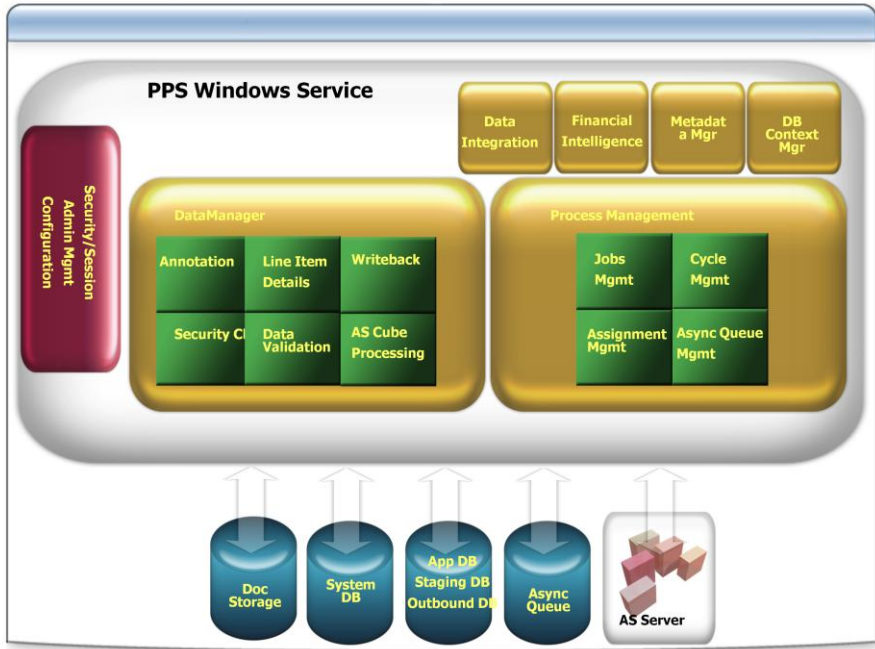 PPS Windows Service
Data
Integration
Financial
Intelligence
Metadat
a Mgr
DB
Context
Mgr
Security/Session
Admin Mgmt
Configuration
DataManager
Annotation
Line Item
Details
Writeback
Security C
Data
Validation
AS Cube
Processing
Process Management
Jobs
Mgmt
Cycle
Mgmt
Assignment
Mgmt
Async Queue
Mgmt
Doc
Storage
System
DB
App DB
Staging DB
Outbound DB
Async
Queue
AS Server